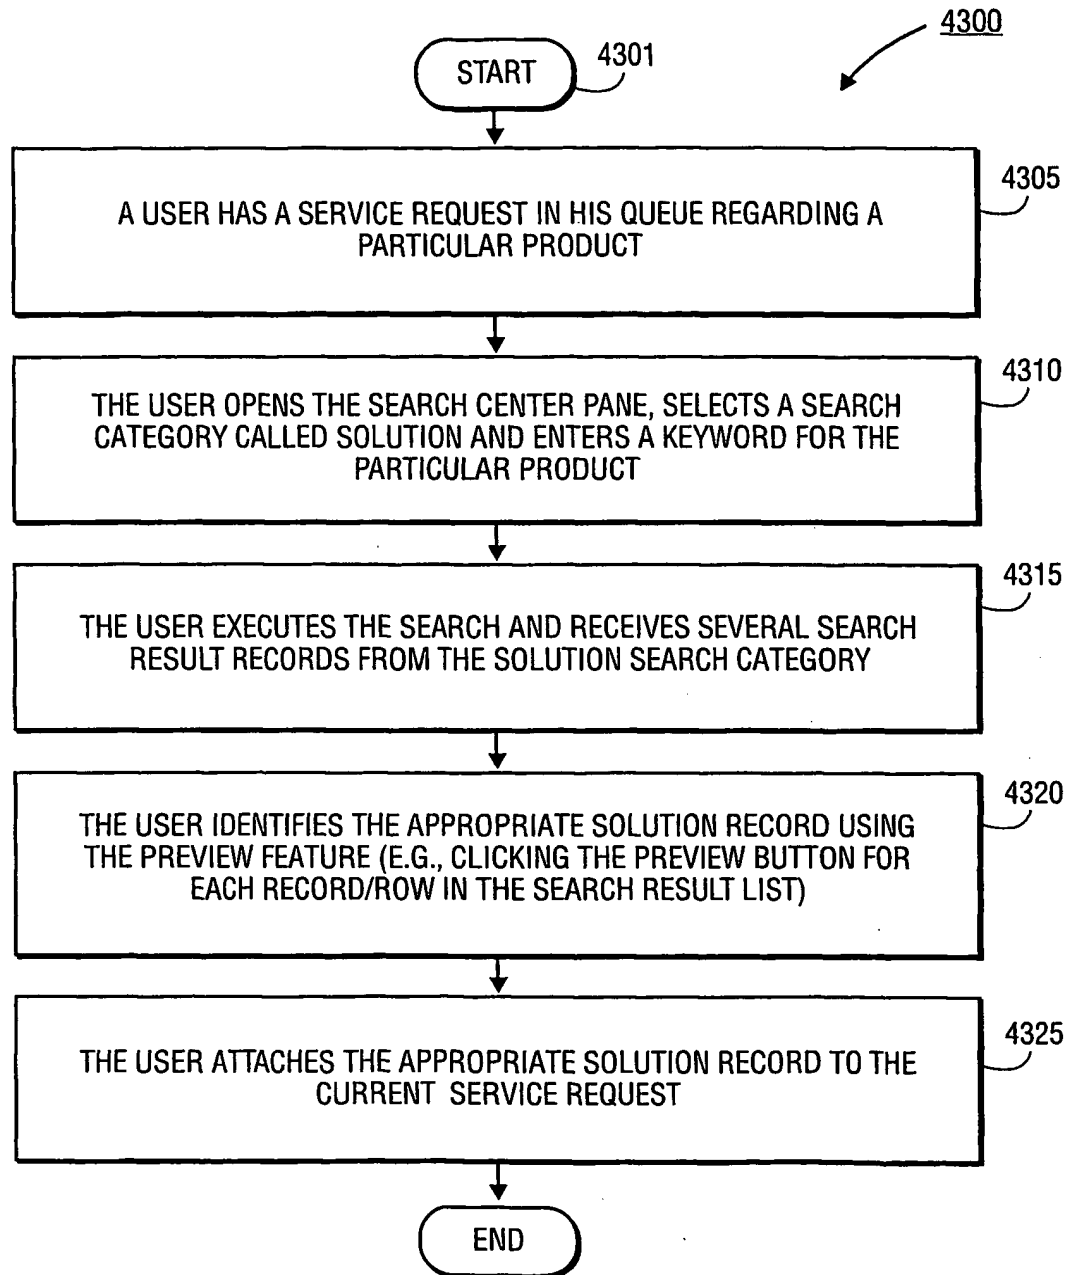 4300
START
4301
A USER HAS A SERVICE REQUEST IN HIS QUEUE REGARDING A
PARTICULAR PRODUCT
4305
THE USER OPENS THE SEARCH CENTER PANE, SELECTS A SEARCH
CATEGORY CALLED SOLUTION AND ENTERS A KEYWORD FOR THE
PARTICULAR PRODUCT
4310
THE USER EXECUTES THE SEARCH AND RECEIVES SEVERAL SEARCH
RESULT RECORDS FROM THE SOLUTION SEARCH CATEGORY
4315
THE USER IDENTIFIES THE APPROPRIATE SOLUTION RECORD USING
THE PREVIEW FEATURE (E.G., CLICKING THE PREVIEW BUTTON FOR
EACH RECORD/ROW IN THE SEARCH RESULT LIST)
4320
THE USER ATTACHES THE APPROPRIATE SOLUTION RECORD TO THE
CURRENT SERVICE REQUEST
4325
END